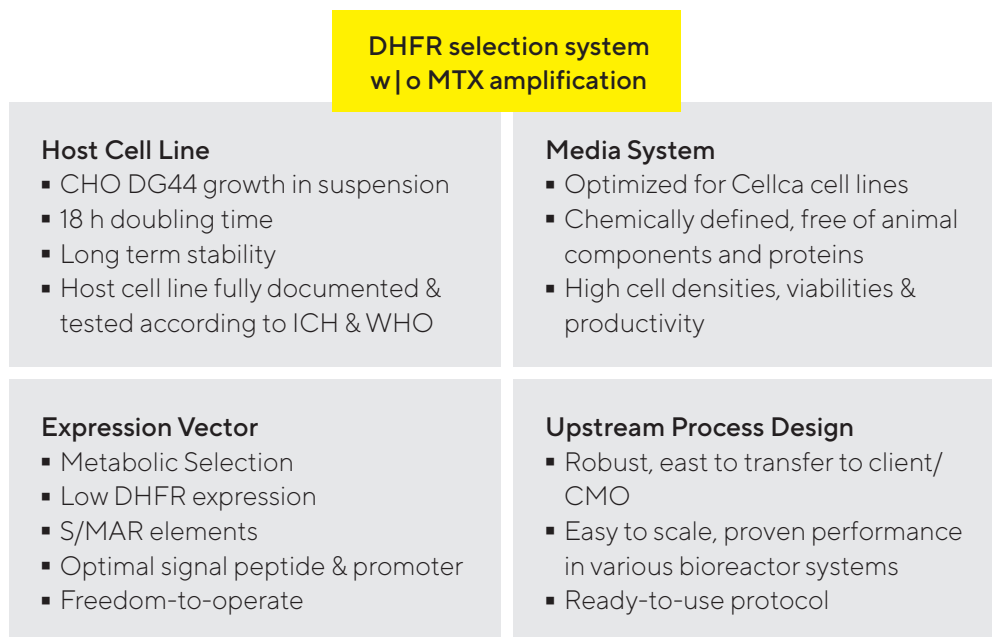 DHFR selection system
w|o MTX amplification
Host Cell Line
▪ CHO DG44 growth in suspension
▪ 18 h doubling time
▪ Long term stability
▪ Host cell line fully documented &
tested according to ICH & WHO
Media System
▪ Optimized for Cellca cell lines
▪ Chemically defined, free of animal
components and proteins
▪ High cell densities, viabilities &
productivity
Expression Vector
▪ Metabolic Selection
▪ Low DHFR expression
▪ S/MAR elements
▪ Optimal signal peptide & promoter
▪ Freedom-to-operate
Upstream Process Design
▪ Robust, east to transfer to client/
CMO
▪ Easy to scale, proven performance
in various bioreactor systems
▪ Ready-to-use protocol